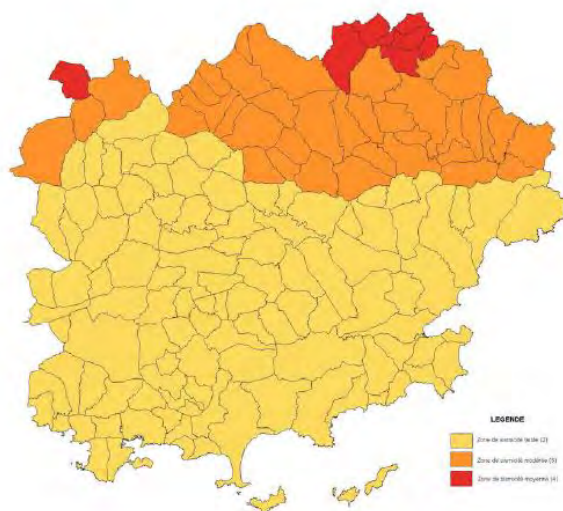 LEGENDE
Zone de sismicité faible (2)
Zone de sismicité modérée (3)
Zone de sismicité moyenne (4)